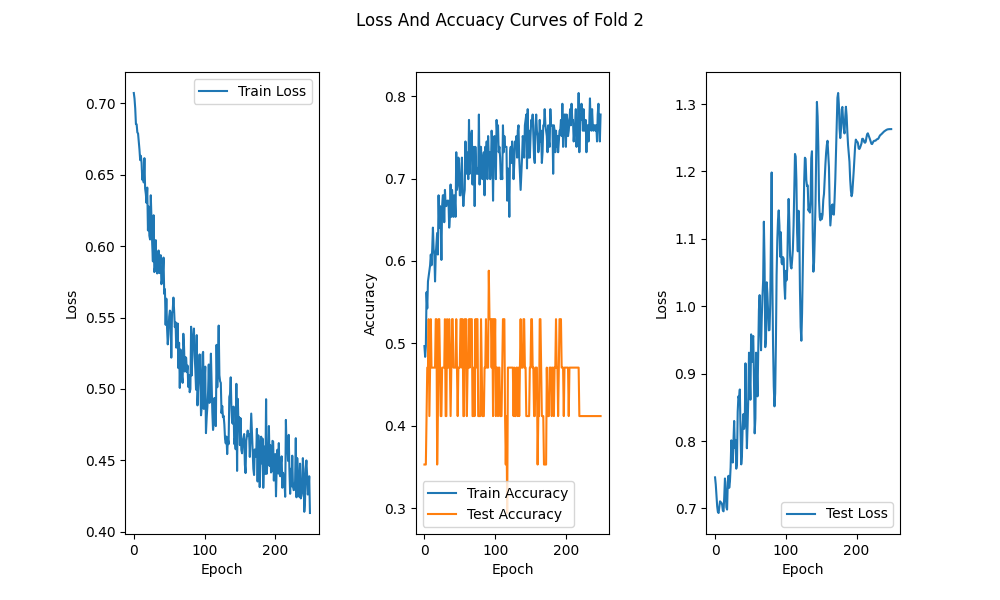 Loss And Accuacy Curves of Fold 2
Train Loss
0.70
0.65
0.60
0.55
0.50
0.45
0.40
Loss
0
100
200
Epoch
0.8
0.7
0.6
0.5
0.4
0.3
Accuracy
Train Accuracy
Test Accuracy
0
100
200
Epoch
1.3
1.2
1.1
1.0
0.9
0.8
0.7
Loss
Test Loss
0
100
200
Epoch